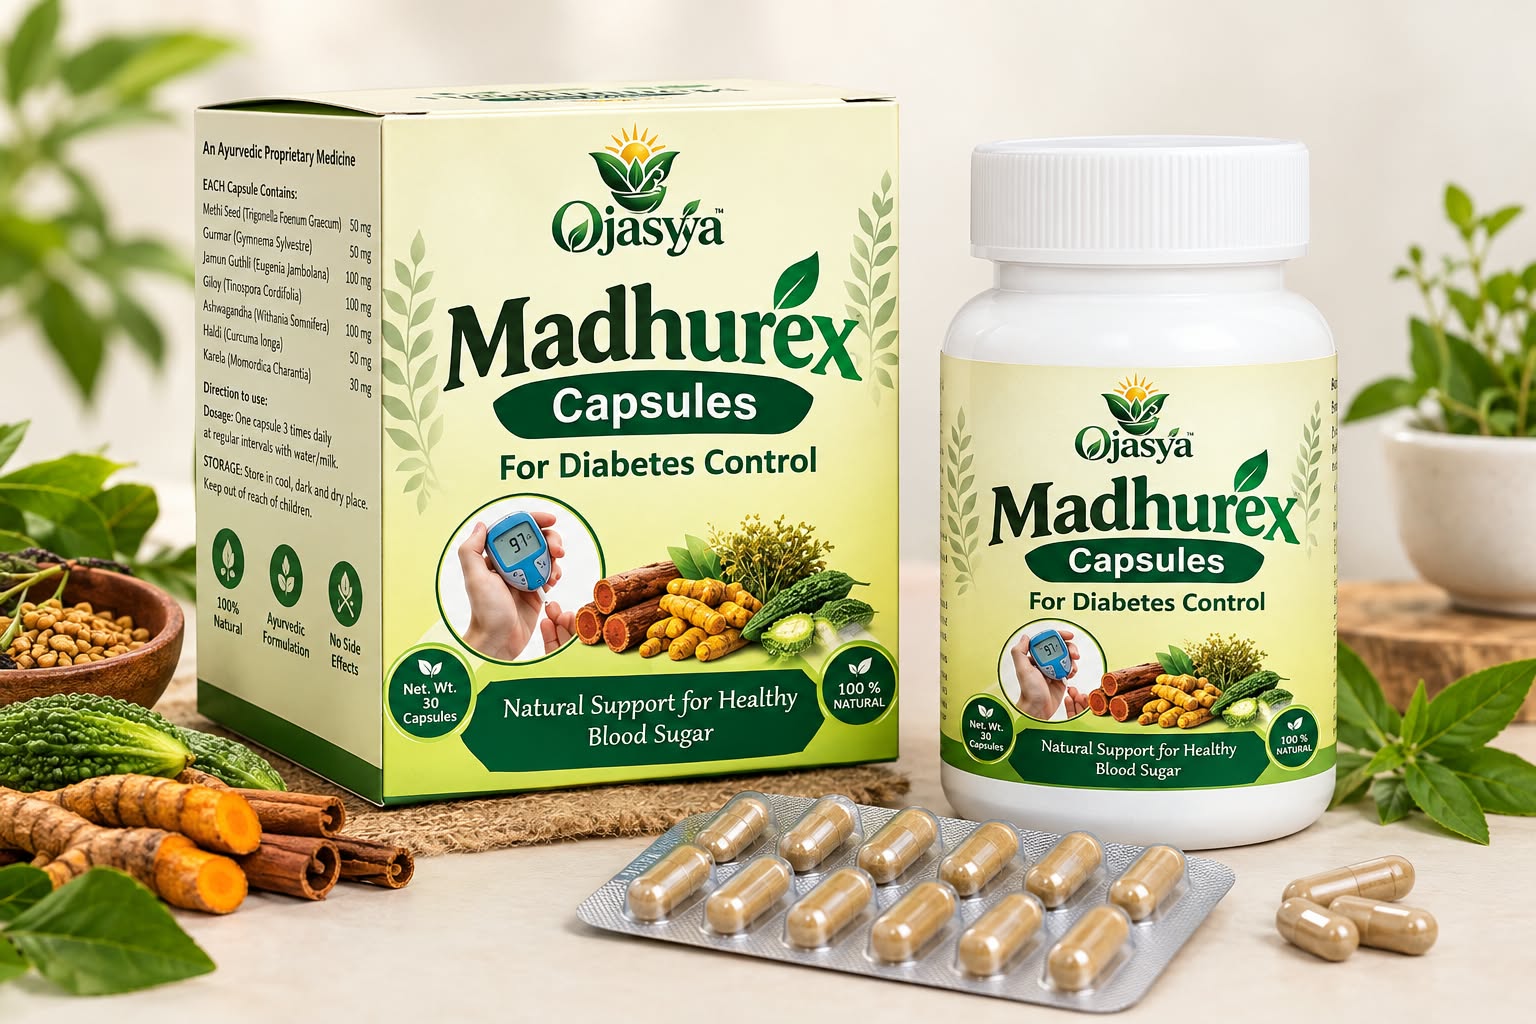 An Ayurvedic Proprietary Medicine
EACH Capsule Contains:
Methi Seed (Trigonella Foenum Graecum) 50 mg
Gurmar (Gymnema Sylvestre) 50 mg
Jamun Guthli (Eugenia Jambolana) 100 mg
Giloy (Tinospora Cordifolia) 100 mg
Ashwagandha (Withania Somnifera) 100 mg
Haldi (Curcuma longa) 50 mg
Karela (Momordica Charantia) 30 mg
Direction to use:
Dosage: One capsule 3 times daily
at regular intervals with water/milk.
STORAGE: Store in cool, dark and dry place.
Keep out of reach of children.
100%
Natural
Ayurvedic
Formulation
No Side
Effects
Ojasyya™
Madhurex
Capsules
For Diabetes Control
97
Net. Wt.
30
Capsules
Natural Support for Healthy
Blood Sugar
100 %
NATURAL
Ojasya™
Madhurex
Capsules
For Diabetes Control
97
Net. Wt.
30
Capsules
Natural Support for Healthy
Blood Sugar
100 %
NATURAL